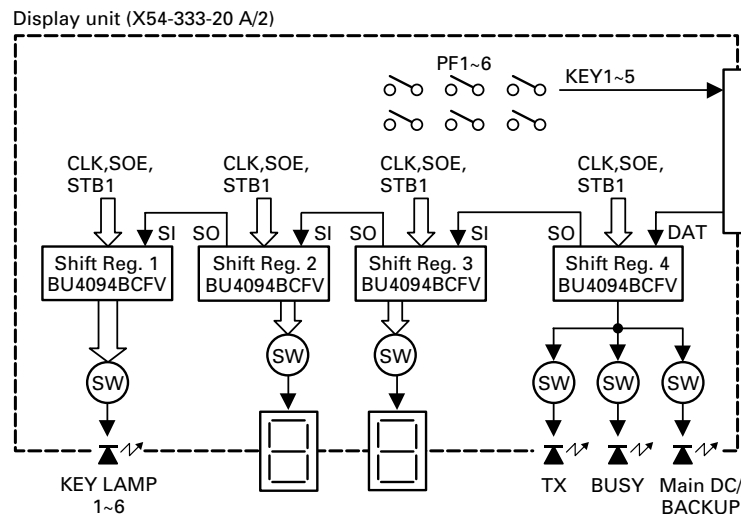 Display unit (X54-333-20 A/2)
PF1~6
KEY1~5
CLK,SOE,
STB1
CLK,SOE,
STB1
CLK,SOE,
STB1
CLK,SOE,
STB1
SI
SO
SI
SO
SI
SO
DAT
Shift Reg. 1
BU4094BCFV
Shift Reg. 2
BU4094BCFV
Shift Reg. 3
BU4094BCFV
Shift Reg. 4
BU4094BCFV
SW
SW
SW
SW
SW
SW
KEY LAMP
1~6
TX
BUSY
Main DC/
BACKUP